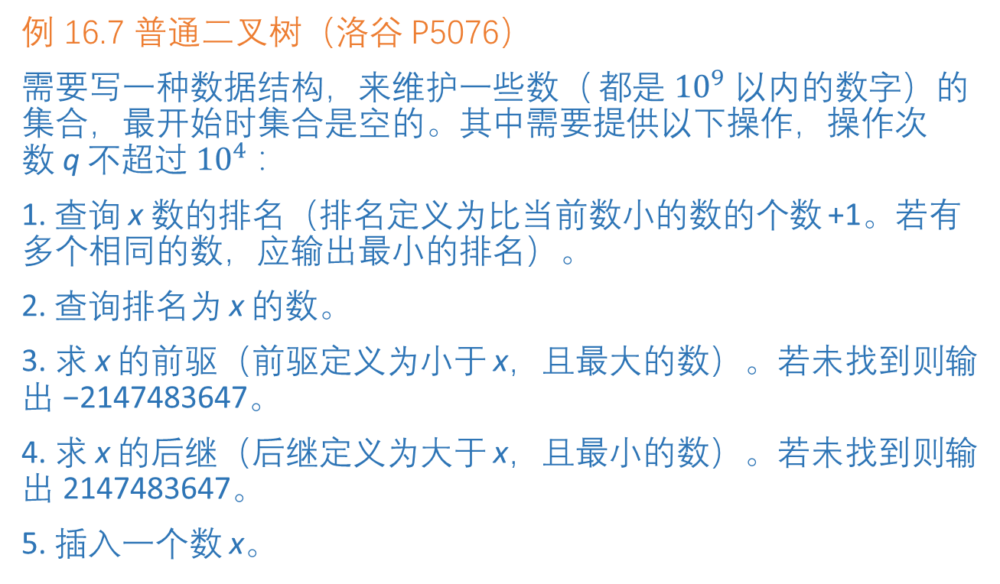 例 16.7 普通二叉树（洛谷 P5076）
需要写一种数据结构，来维护一些数（ 都是 10⁹ 以内的数字）的
集合，最开始时集合是空的。其中需要提供以下操作，操作次
数 q 不超过 10⁴：
1. 查询 x 数的排名（排名定义为比当前数小的数的个数 +1。若有
多个相同的数，应输出最小的排名）。
2. 查询排名为 x 的数。
3. 求 x 的前驱（前驱定义为小于 x，且最大的数）。若未找到则输
出 −2147483647。
4. 求 x 的后继（后继定义为大于 x，且最小的数）。若未找到则输
出 2147483647。
5. 插入一个数 x。